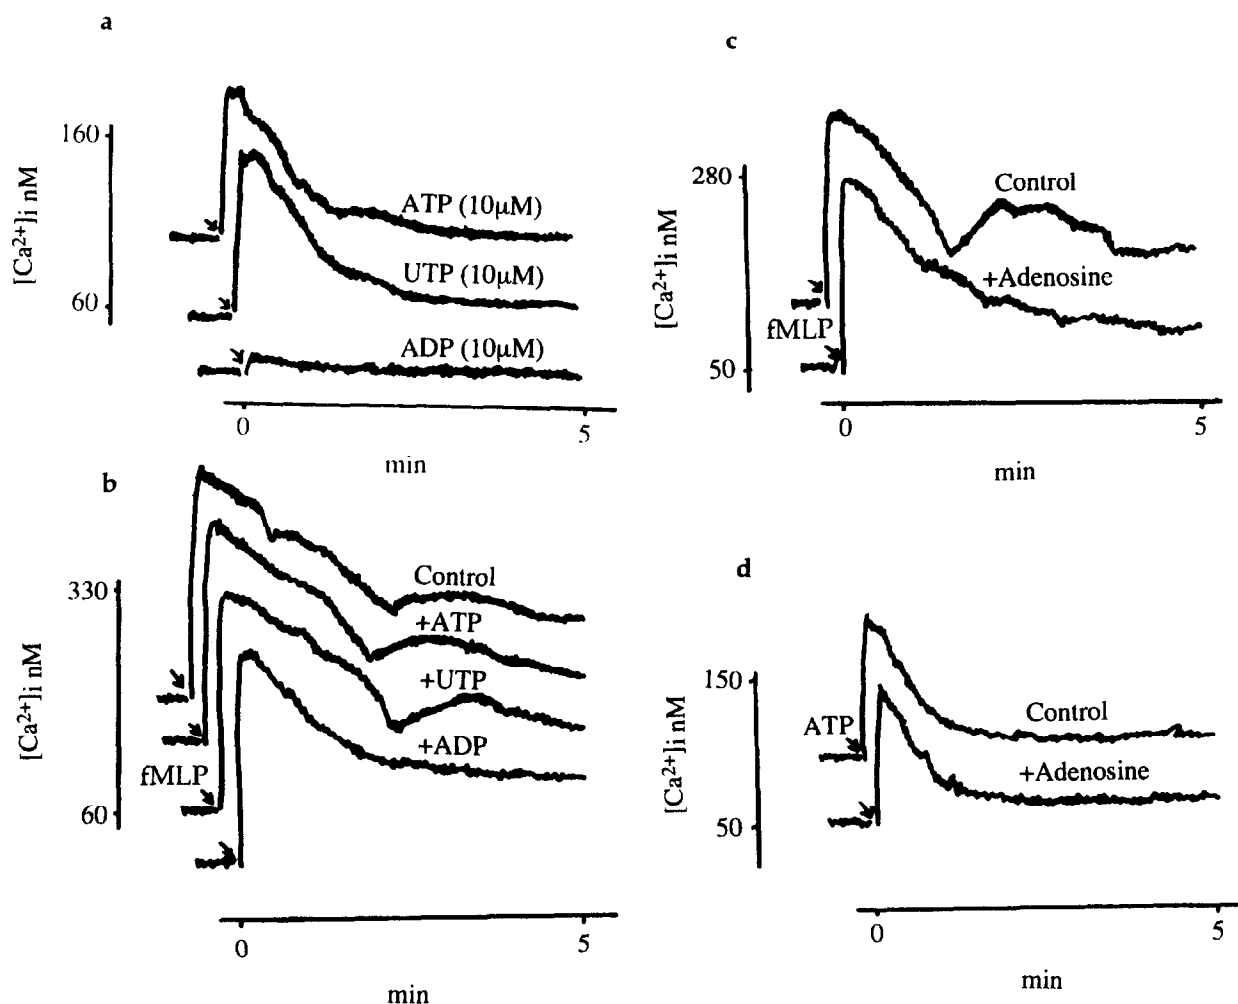 a
160
[Ca²⁺]i nM
60
ATP (10µM)
UTP (10µM)
ADP (10µM)
0
5
min
b
330
[Ca²⁺]i nM
60
Control
+ATP
+UTP
+ADP
fMLP
0
5
min
c
280
[Ca²⁺]i nM
50
Control
+Adenosine
fMLP
0
5
min
d
150
[Ca²⁺]i nM
50
ATP
Control
+Adenosine
0
5
min